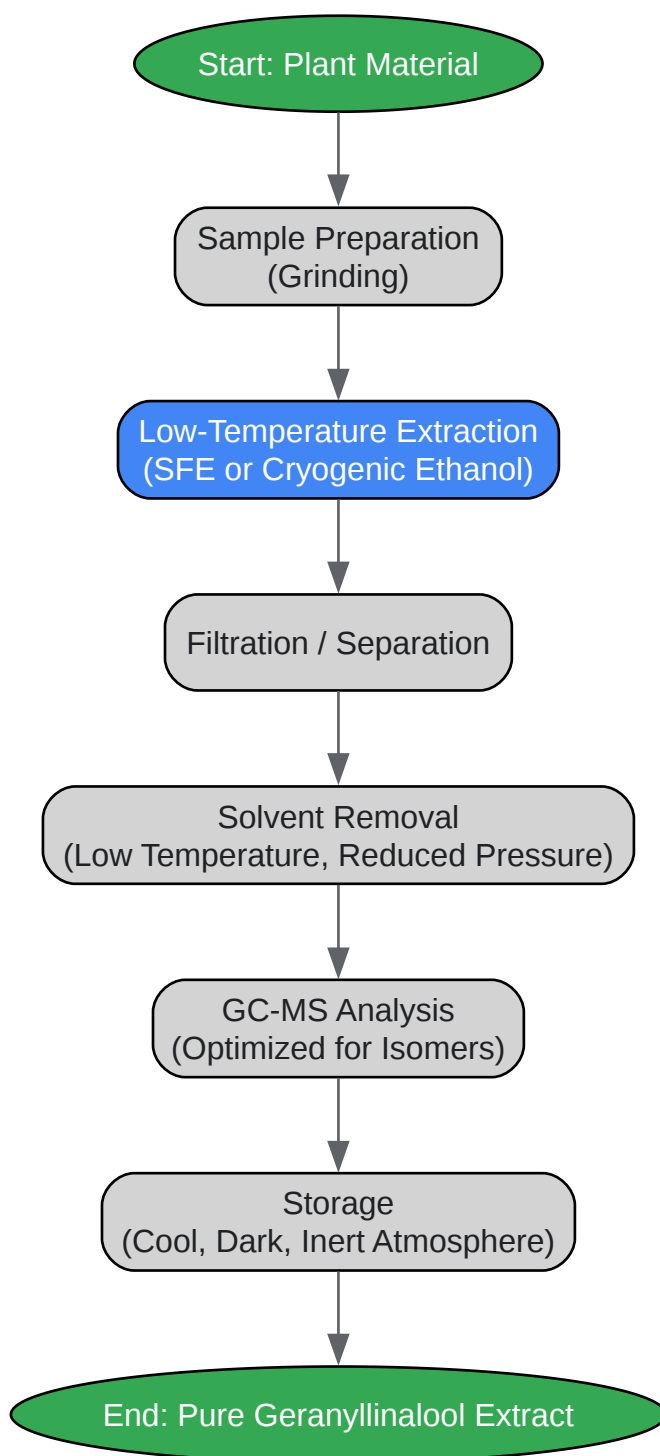 Start: Plant Material
Sample Preparation
(Grinding)
Low-Temperature Extraction
(SFE or Cryogenic Ethanol)
Filtration / Separation
Solvent Removal
(Low Temperature, Reduced Pressure)
GC-MS Analysis
(Optimized for Isomers)
Storage
(Cool, Dark, Inert Atmosphere)
End: Pure Geranyllinalool Extract